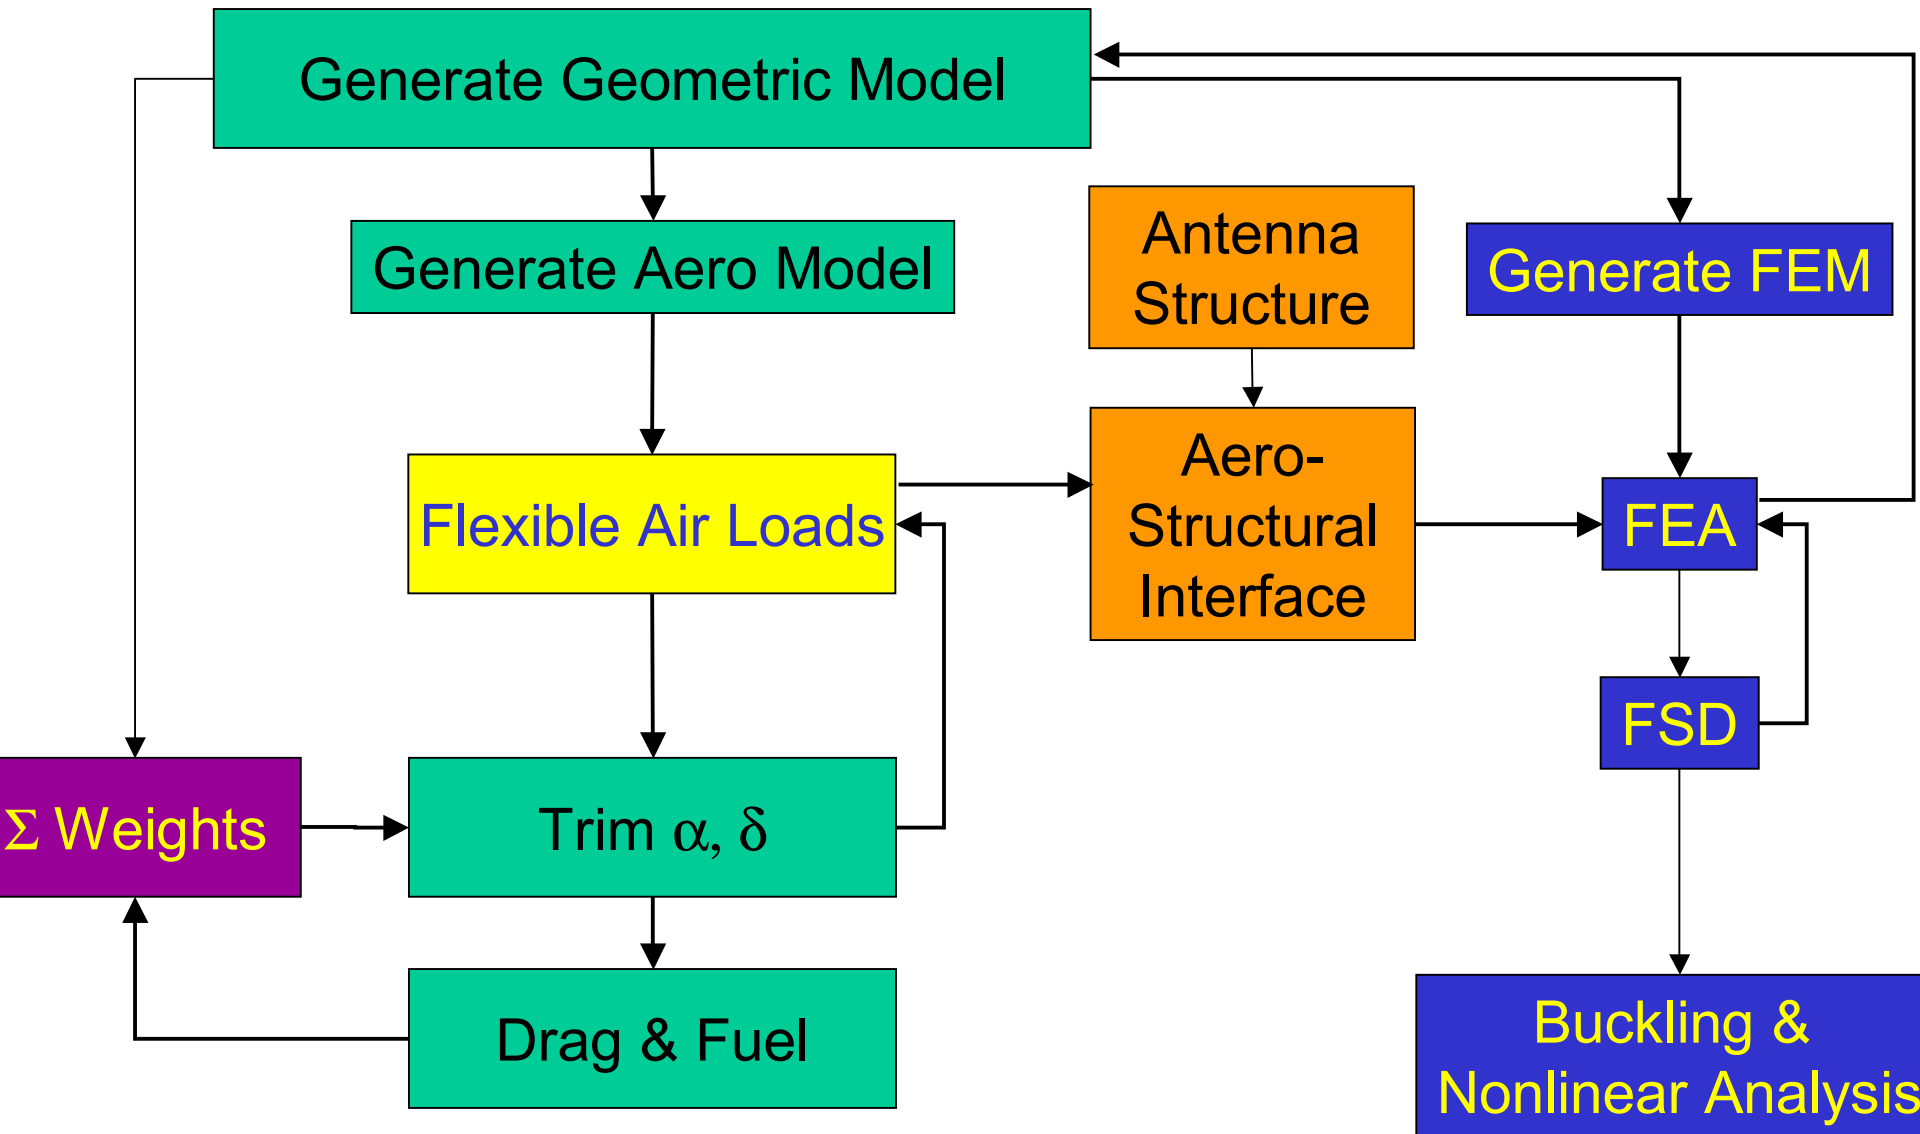 Generate Geometric Model
Generate Aero Model
Antenna
Structure
Generate FEM
Flexible Air Loads
Aero-
Structural
Interface
FEA
FSD
Σ Weights
Trim α, δ
Drag & Fuel
Buckling &
Nonlinear Analysis